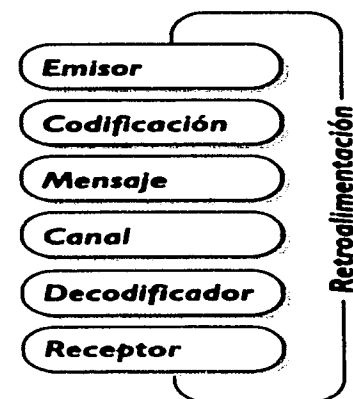 Emisor
Codificación
Mensaje
Canal
Decodificador
Receptor
Retroalimentación